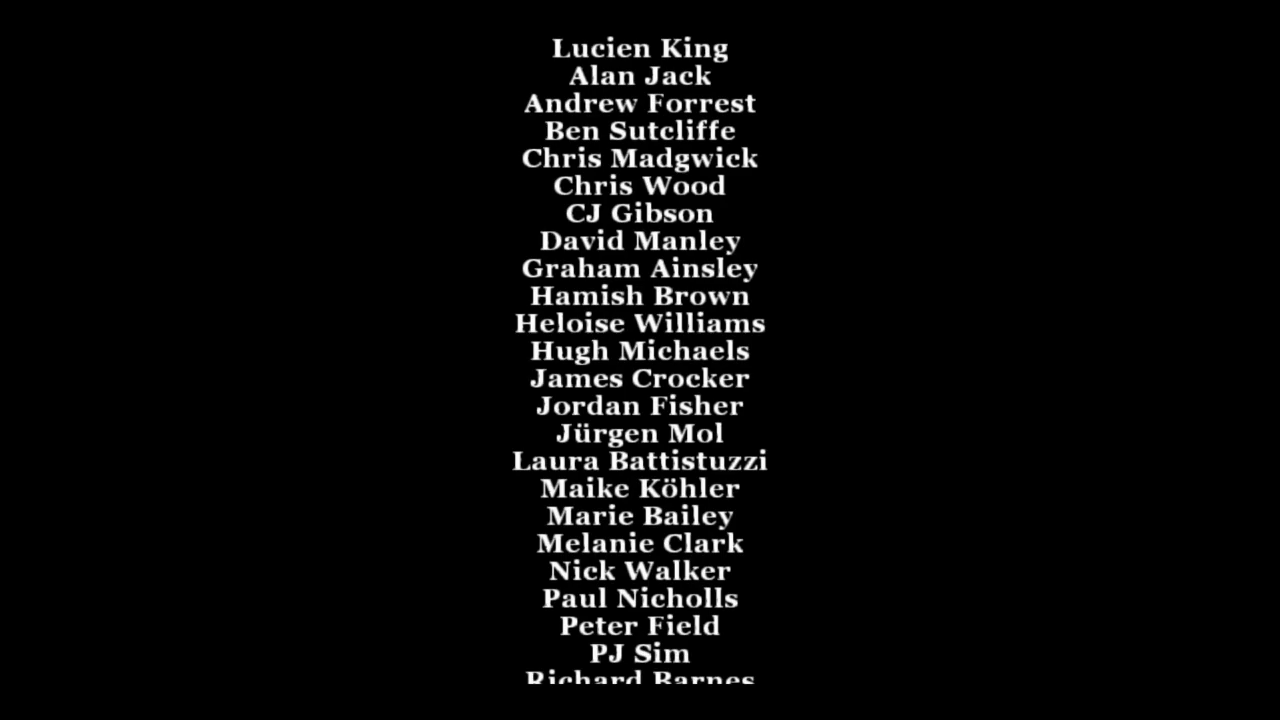 Lucien King
Alan Jack
Andrew Forrest
Ben Sutcliffe
Chris Madgwick
Chris Wood
CJ Gibson
David Manley
Graham Ainsley
Hamish Brown
Heloise Williams
Hugh Michaels
James Crocker
Jordan Fisher
Jürgen Mol
Laura Battistuzzi
Maike Köhler
Marie Bailey
Melanie Clark
Nick Walker
Paul Nicholls
Peter Field
PJ Sim
Richard Barnes